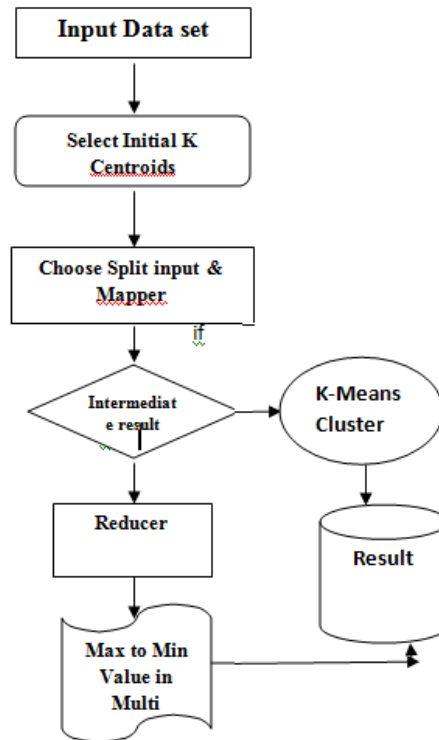 Input Data set
Select Initial K
Centroids
Choose Split input &
Mapper
if
Intermediat
e result
K-Means
Cluster
Reducer
Result
Max to Min
Value in
Multi